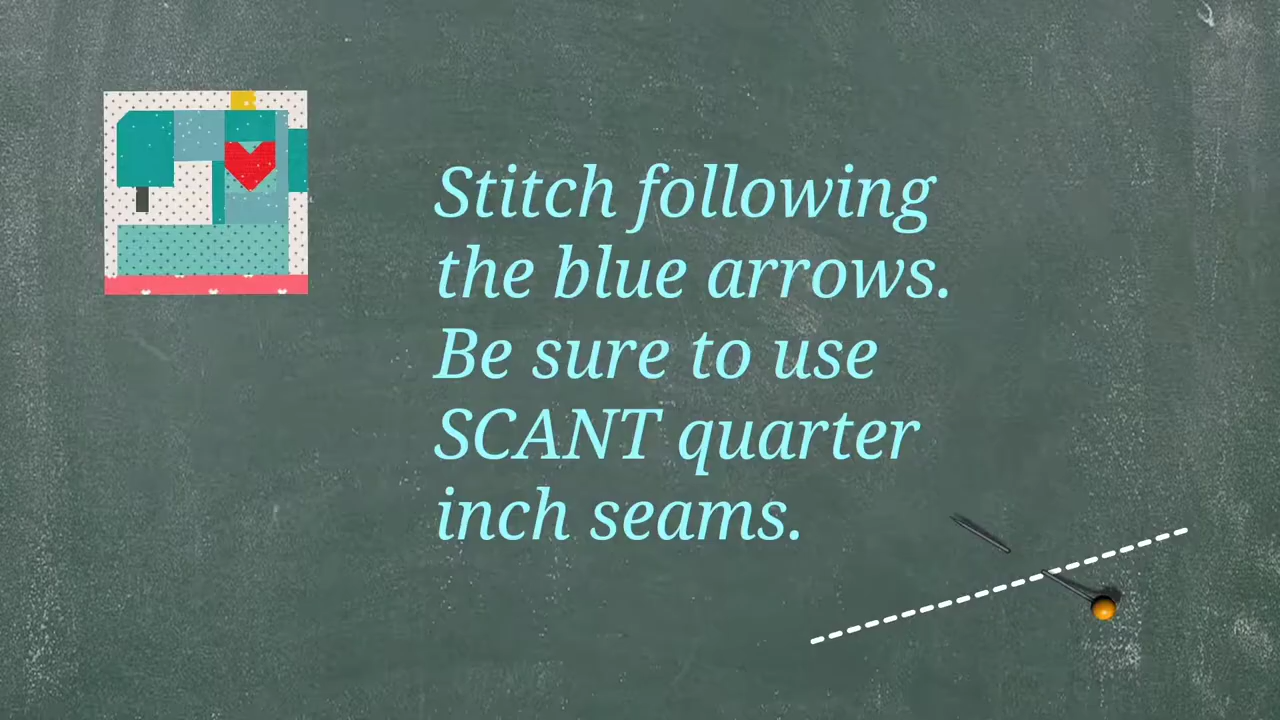 Stitch following
the blue arrows.
Be sure to use
SCANT quarter
inch seams.